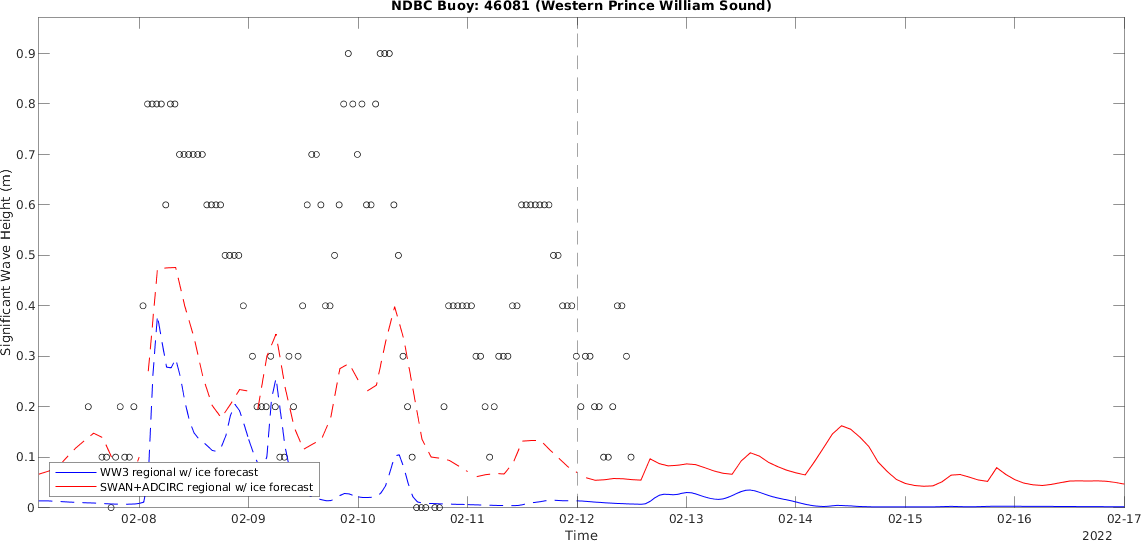 NDBC Buoy: 46081 (Western Prince William Sound)
Significant Wave Height (m)
0.9
0.8
0.7
0.6
0.5
0.4
0.3
0.2
0.1
0
WW3 regional w/ ice forecast
SWAN+ADCIRC regional w/ ice forecast
02-08 02-09 02-10 02-11 02-12 02-13 02-14 02-15 02-16 02-17
Time
2022